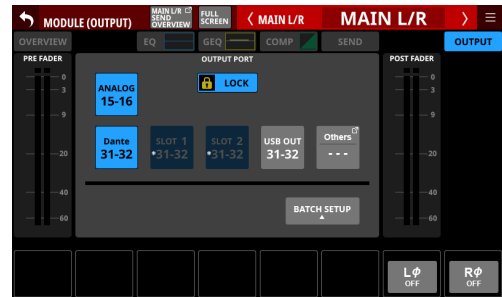 MODULE (OUTPUT)
MAIN L/R
SEND
OVERVIEW
FULL
SCREEN
MAIN L/R
MAIN L/R
OVERVIEW
EQ
GEQ
COMP
SEND
OUTPUT
PRE FADER
OUTPUT PORT
POST FADER
0
3
9
20
40
60
ANALOG
15-16
LOCK
Dante
31-32
SLOT 1
*31-32
SLOT 2
*31-32
USB OUT
31-32
Others
---
BATCH SETUP
0
3
9
20
40
60
LΦ
OFF
RΦ
OFF